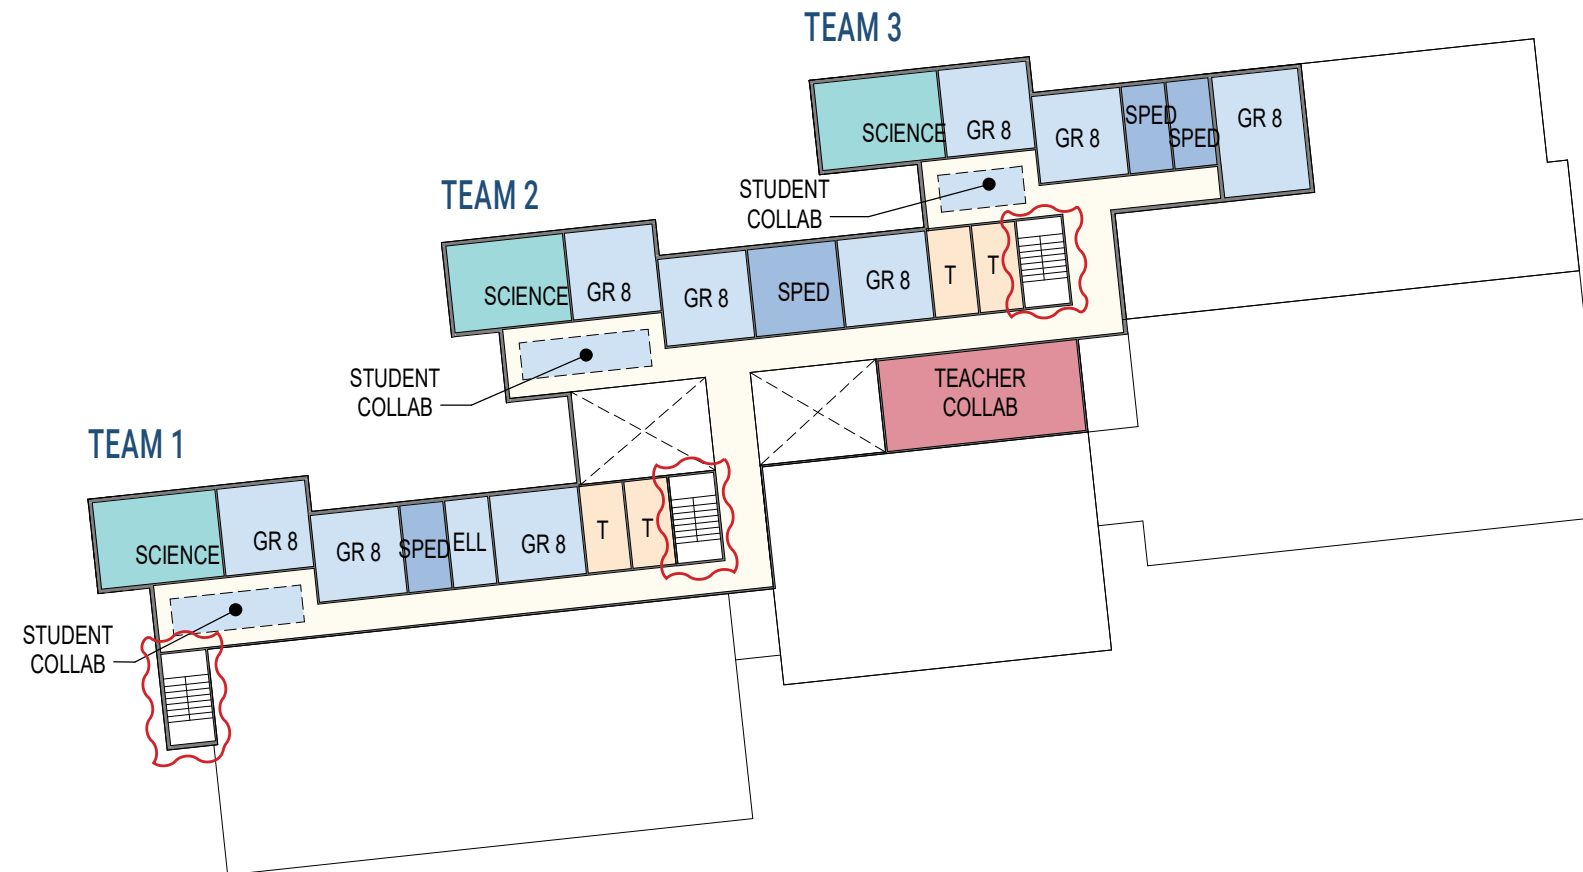 TEAM 3
SCIENCE
GR 8
GR 8
SPED
SPED
GR 8
STUDENT
COLLAB
TEAM 2
SCIENCE
GR 8
GR 8
SPED
GR 8
T
T
STUDENT
COLLAB
TEACHER
COLLAB
TEAM 1
SCIENCE
GR 8
GR 8
SPED
ELL
GR 8
T
T
STUDENT
COLLAB